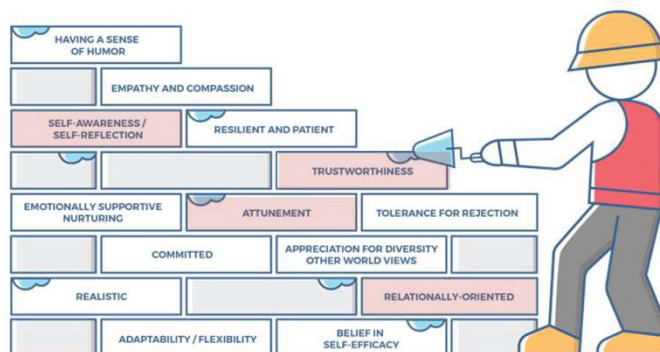 HAVING A SENSE
OF HUMOR
EMPATHY AND COMPASSION
SELF-AWARENESS /
SELF-REFLECTION
RESILIENT AND PATIENT
TRUSTWORTHINESS
EMOTIONALLY SUPPORTIVE
NURTURING
ATTUNEMENT
TOLERANCE FOR REJECTION
COMMITTED
APPRECIATION FOR DIVERSITY
OTHER WORLD VIEWS
REALISTIC
RELATIONALLY-ORIENTED
ADAPTABILITY / FLEXIBILITY
BELIEF IN
SELF-EFFICACY